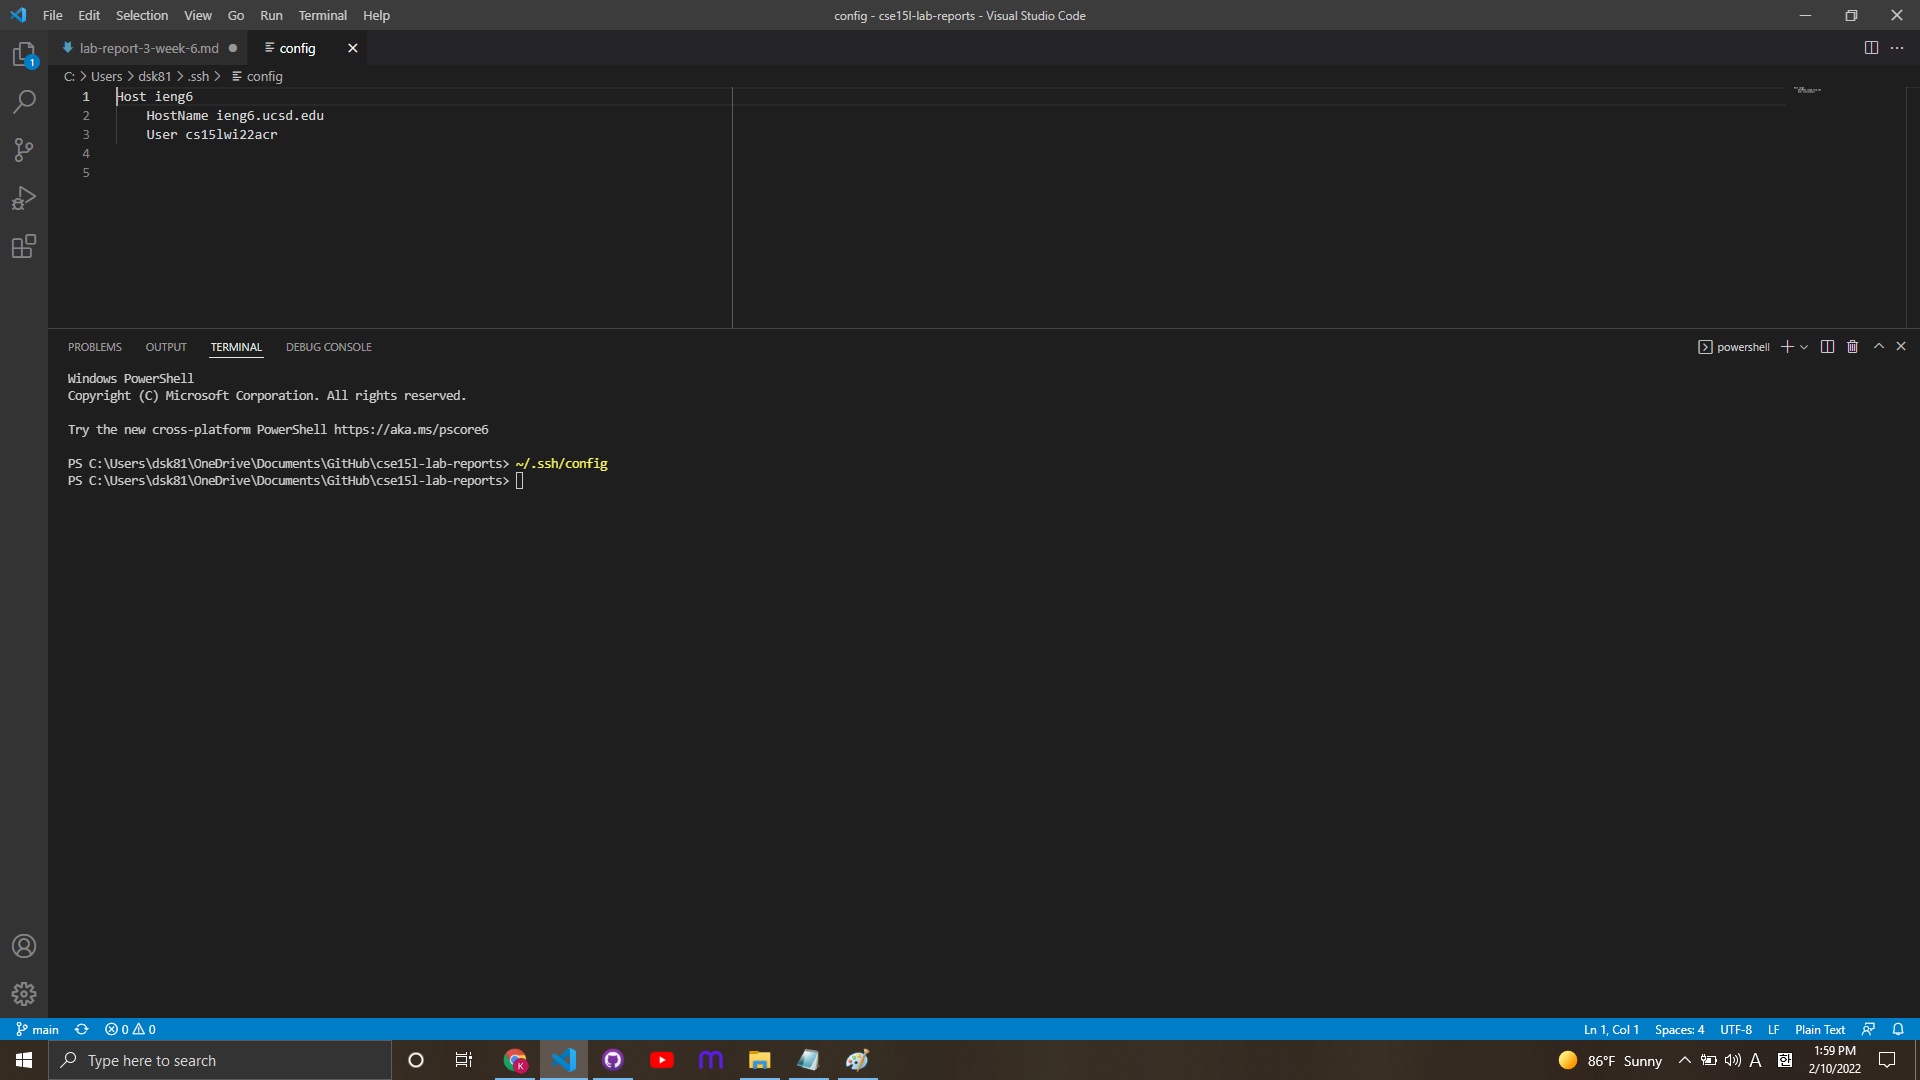 File Edit Selection View Go Run Terminal Help
config - cse15l-lab-reports - Visual Studio Code
lab-report-3-week-6.md
config
C: > Users > dsk81 > .ssh > config
1 Host ieng6
2 HostName ieng6.ucsd.edu
3 User cs15lwi22acr
4
5
1
PROBLEMS OUTPUT TERMINAL DEBUG CONSOLE
powershell
Windows PowerShell
Copyright (C) Microsoft Corporation. All rights reserved.
Try the new cross-platform PowerShell https://aka.ms/pscore6
PS C:\Users\dsk81\OneDrive\Documents\GitHub\cse15l-lab-reports> ~/.ssh/config
PS C:\Users\dsk81\OneDrive\Documents\GitHub\cse15l-lab-reports>
main 0 0
Ln 1, Col 1 Spaces: 4 UTF-8 LF Plain Text
Type here to search
K
86°F Sunny
A 한
1:59 PM
2/10/2022